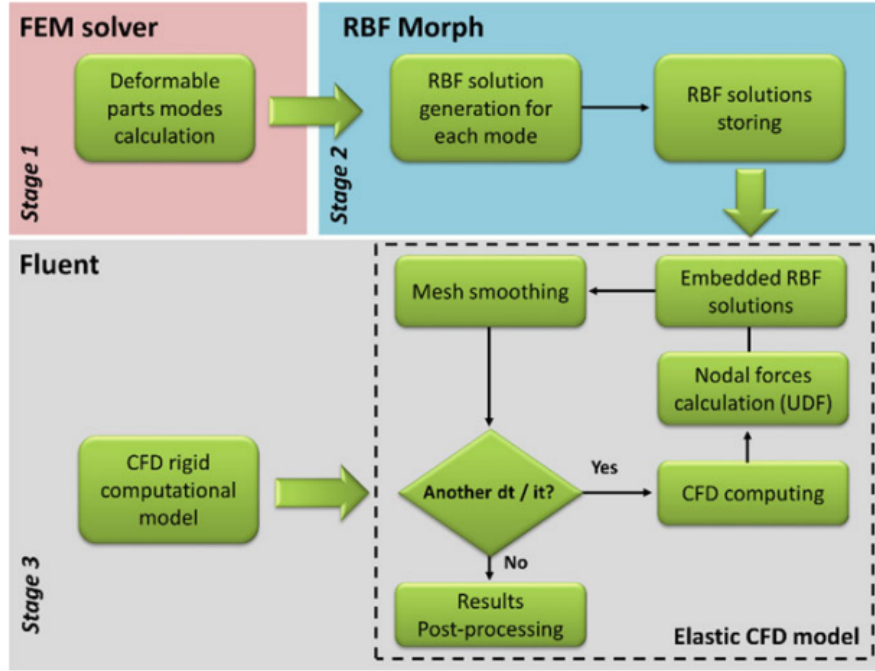 FEM solver
Deformable
parts modes
calculation
Stage 1
RBF Morph
RBF solution
generation for
each mode
RBF solutions
storing
Stage 2
Fluent
Mesh smoothing
Embedded RBF
solutions
Nodal forces
calculation (UDF)
CFD rigid
computational
model
Another dt / it?
Yes
CFD computing
No
Results
Post-processing
Elastic CFD model
Stage 3